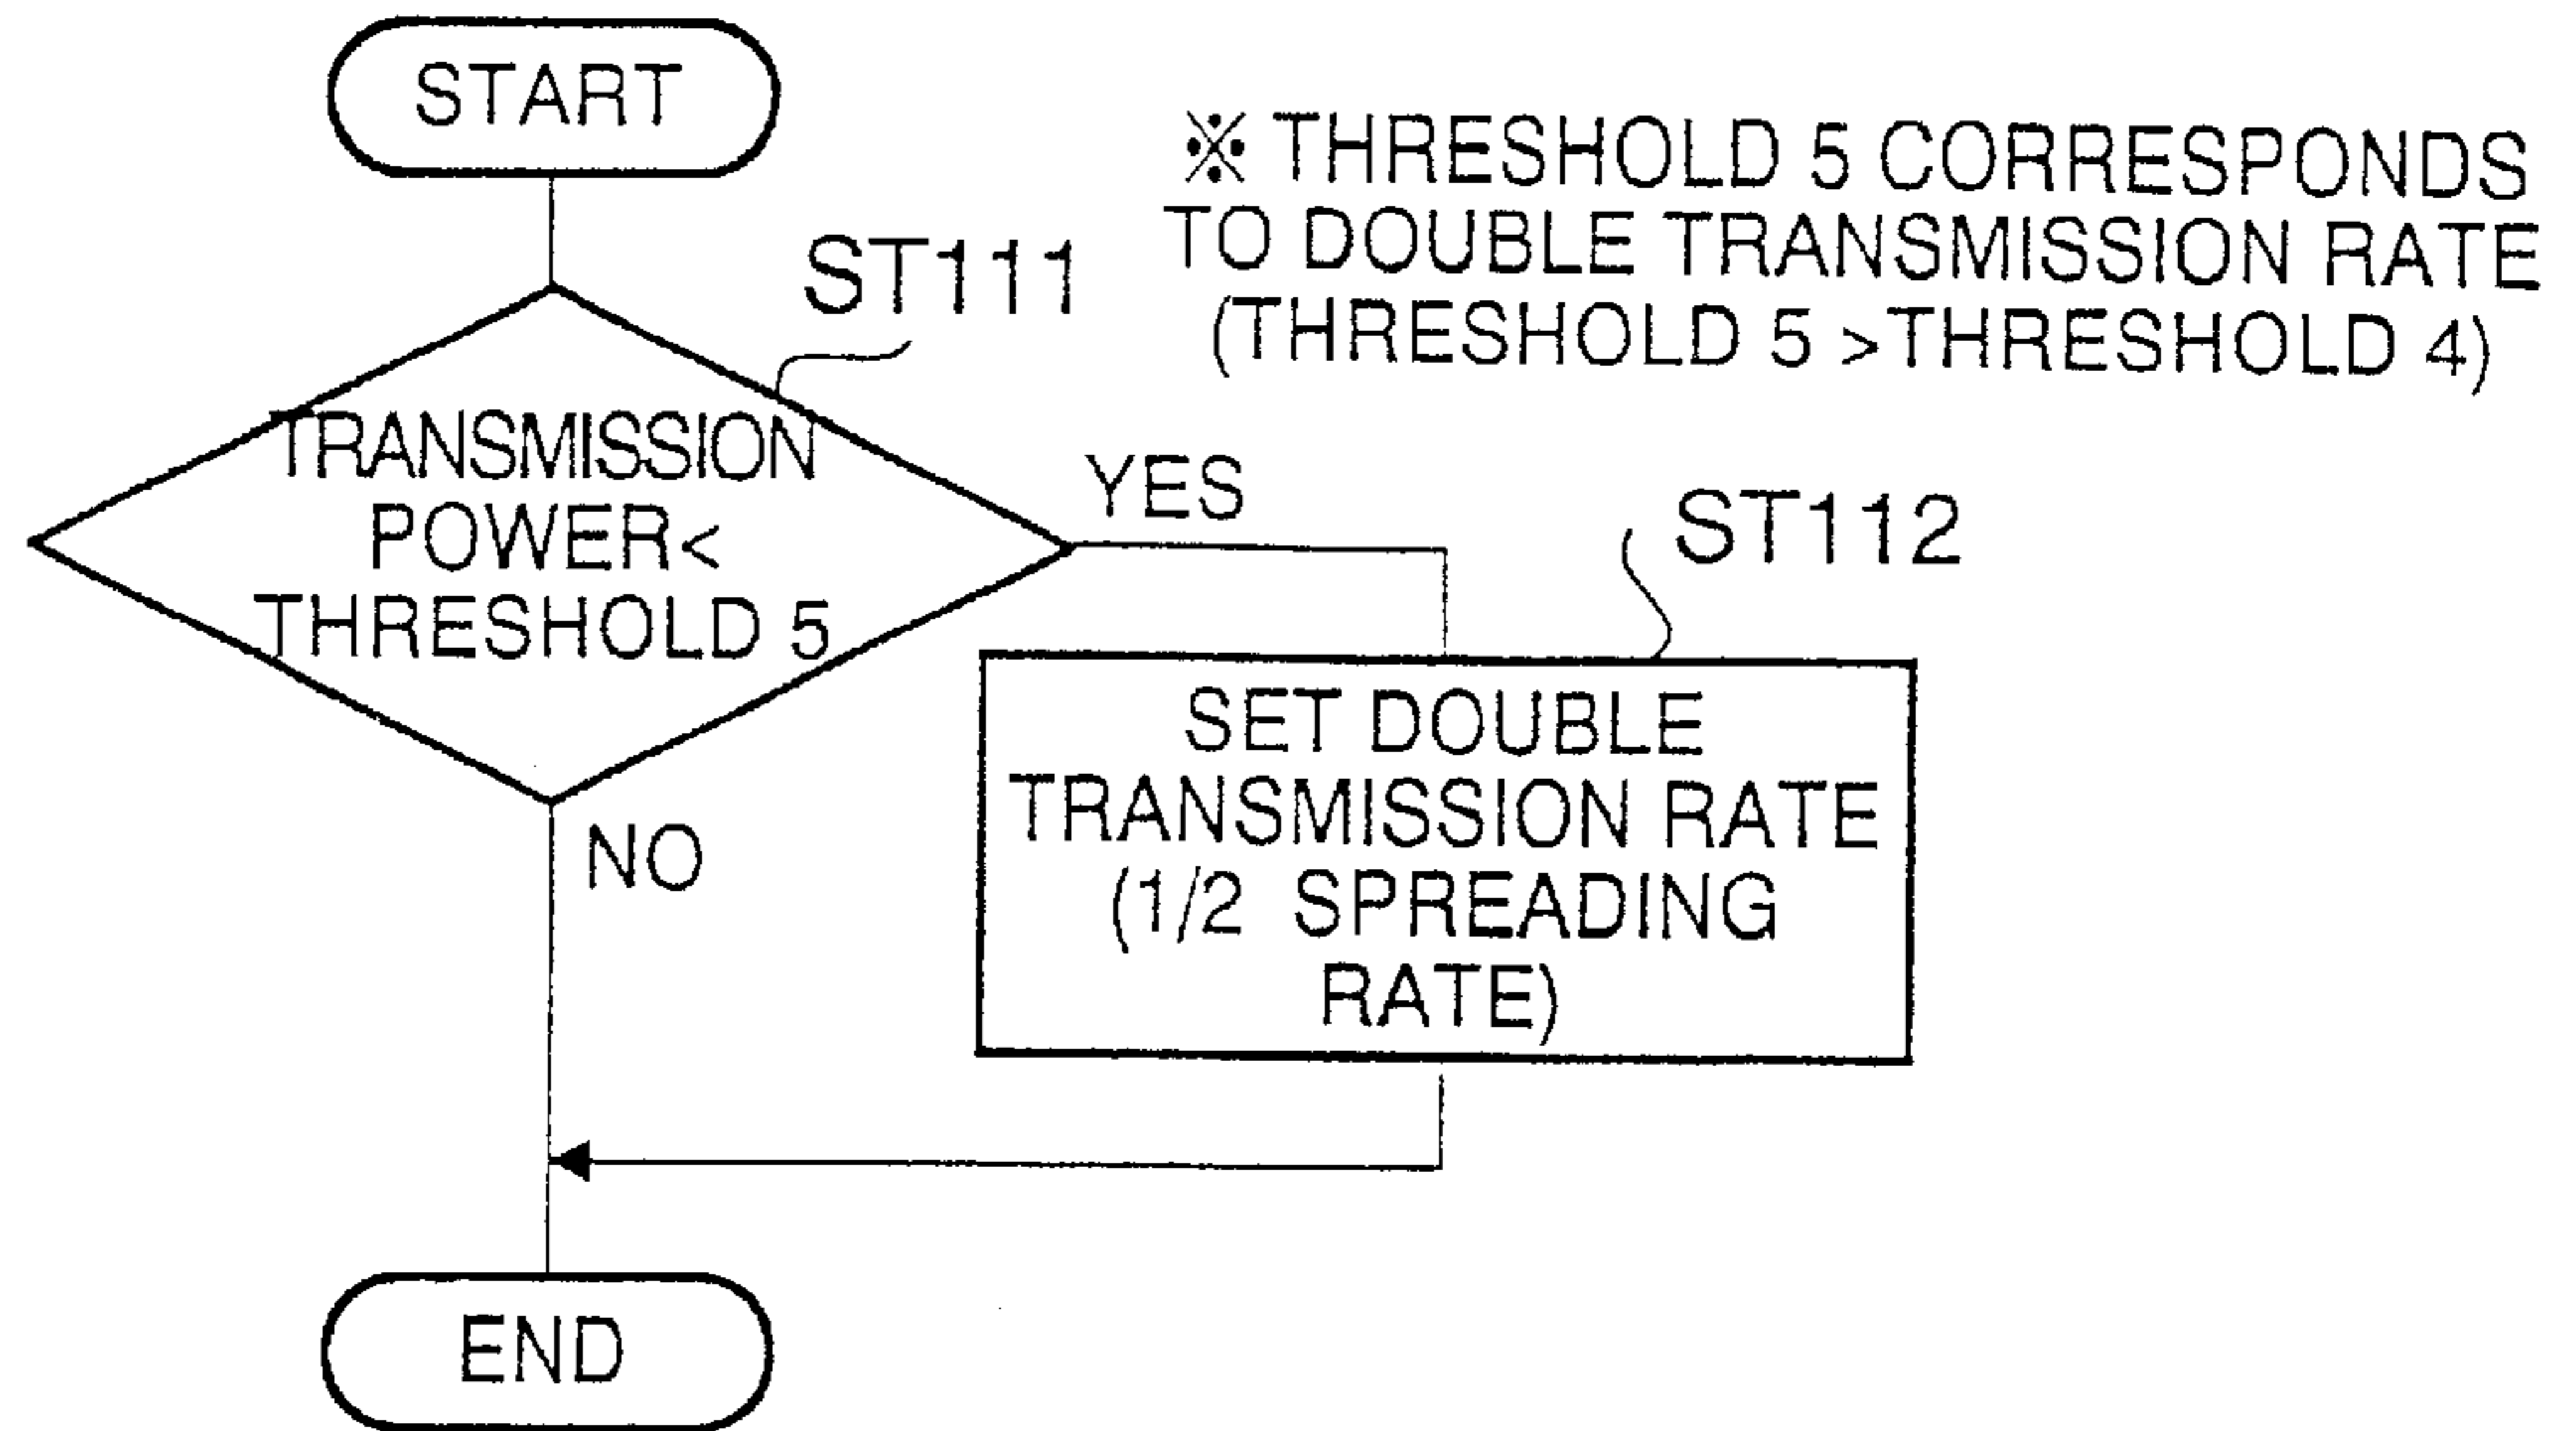 START
※ THRESHOLD 5 CORRESPONDS
TO DOUBLE TRANSMISSION RATE
(THRESHOLD 5 >THRESHOLD 4)
ST111
TRANSMISSION
POWER<
THRESHOLD 5
YES
ST112
SET DOUBLE
TRANSMISSION RATE
(1/2 SPREADING
RATE)
NO
END